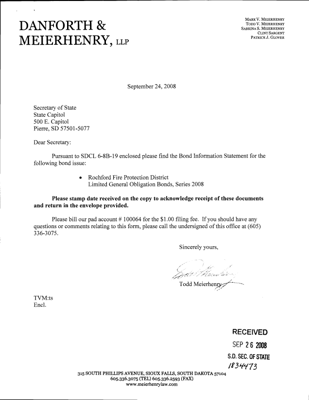 DANFORTH &
MEIERHENRY, LLP
MARK V. MEIERHENRY
TODD V. MEIERHENRY
SABRINA S. MEIERHENRY
CLINT SARGENT
PATRICK J. GLOVER
September 24, 2008
Secretary of State
State Capitol
500 E. Capitol
Pierre, SD 57501-5077
Dear Secretary:
Pursuant to SDCL 6-8B-19 enclosed please find the Bond Information Statement for the
following bond issue:
• Rochford Fire Protection District
Limited General Obligation Bonds, Series 2008
Please stamp date received on the copy to acknowledge receipt of these documents
and return in the envelope provided.
Please bill our pad account # 100064 for the $1.00 filing fee. If you should have any
questions or comments relating to this form, please call the undersigned of this office at (605)
336-3075.
Sincerely yours,
Todd Meierhenry
TVM:ts
Encl.
RECEIVED
SEP 26 2008
S.D. SEC. OF STATE
1834473
315 SOUTH PHILLIPS AVENUE, SIOUX FALLS, SOUTH DAKOTA 57104
605.336.3075 (TEL) 605.336.2593 (FAX)
www.meierhenrylaw.com